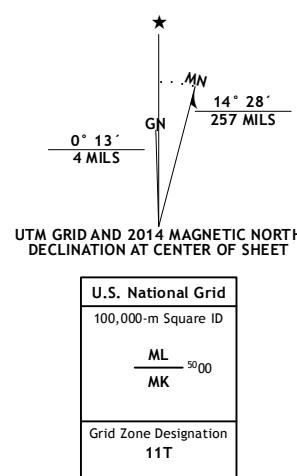 MN
14° 28´
257 MILS
GN
0° 13´
4 MILS
UTM GRID AND 2014 MAGNETIC NORTH
DECLINATION AT CENTER OF SHEET
U.S. National Grid
100,000-m Square ID
ML
5000
MK
Grid Zone Designation
11T